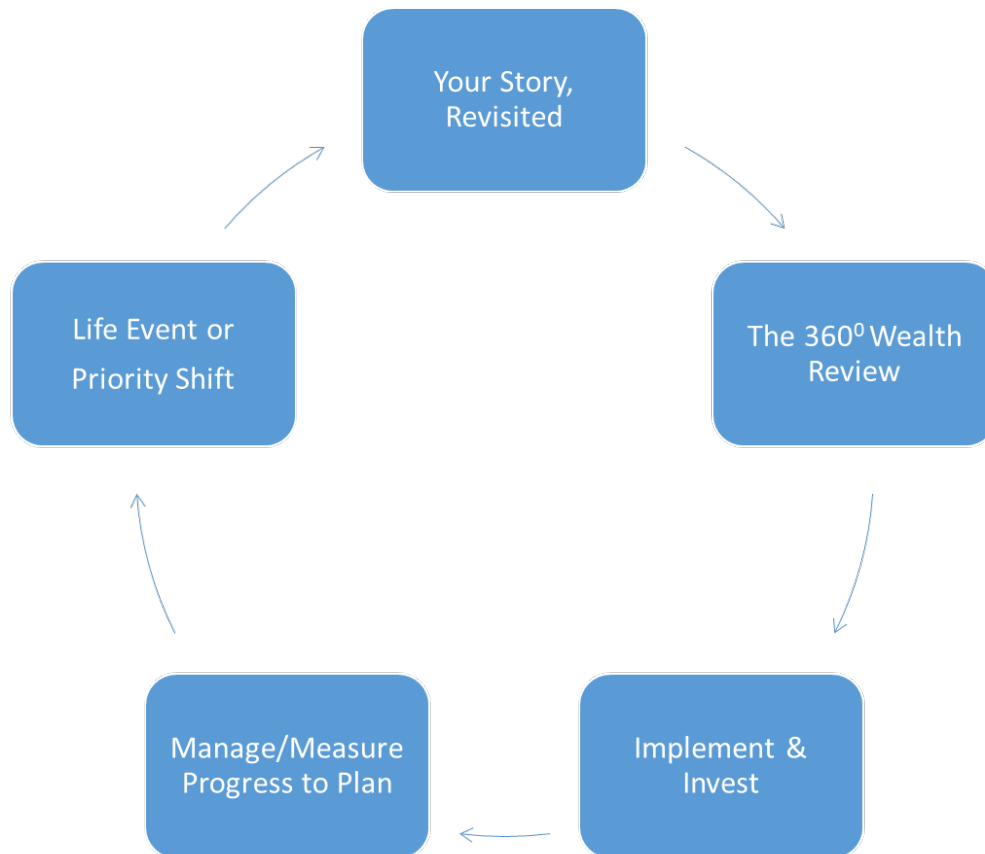 Your Story,
Revisited
The 360⁰ Wealth
Review
Implement &
Invest
Manage/Measure
Progress to Plan
Life Event or
Priority Shift